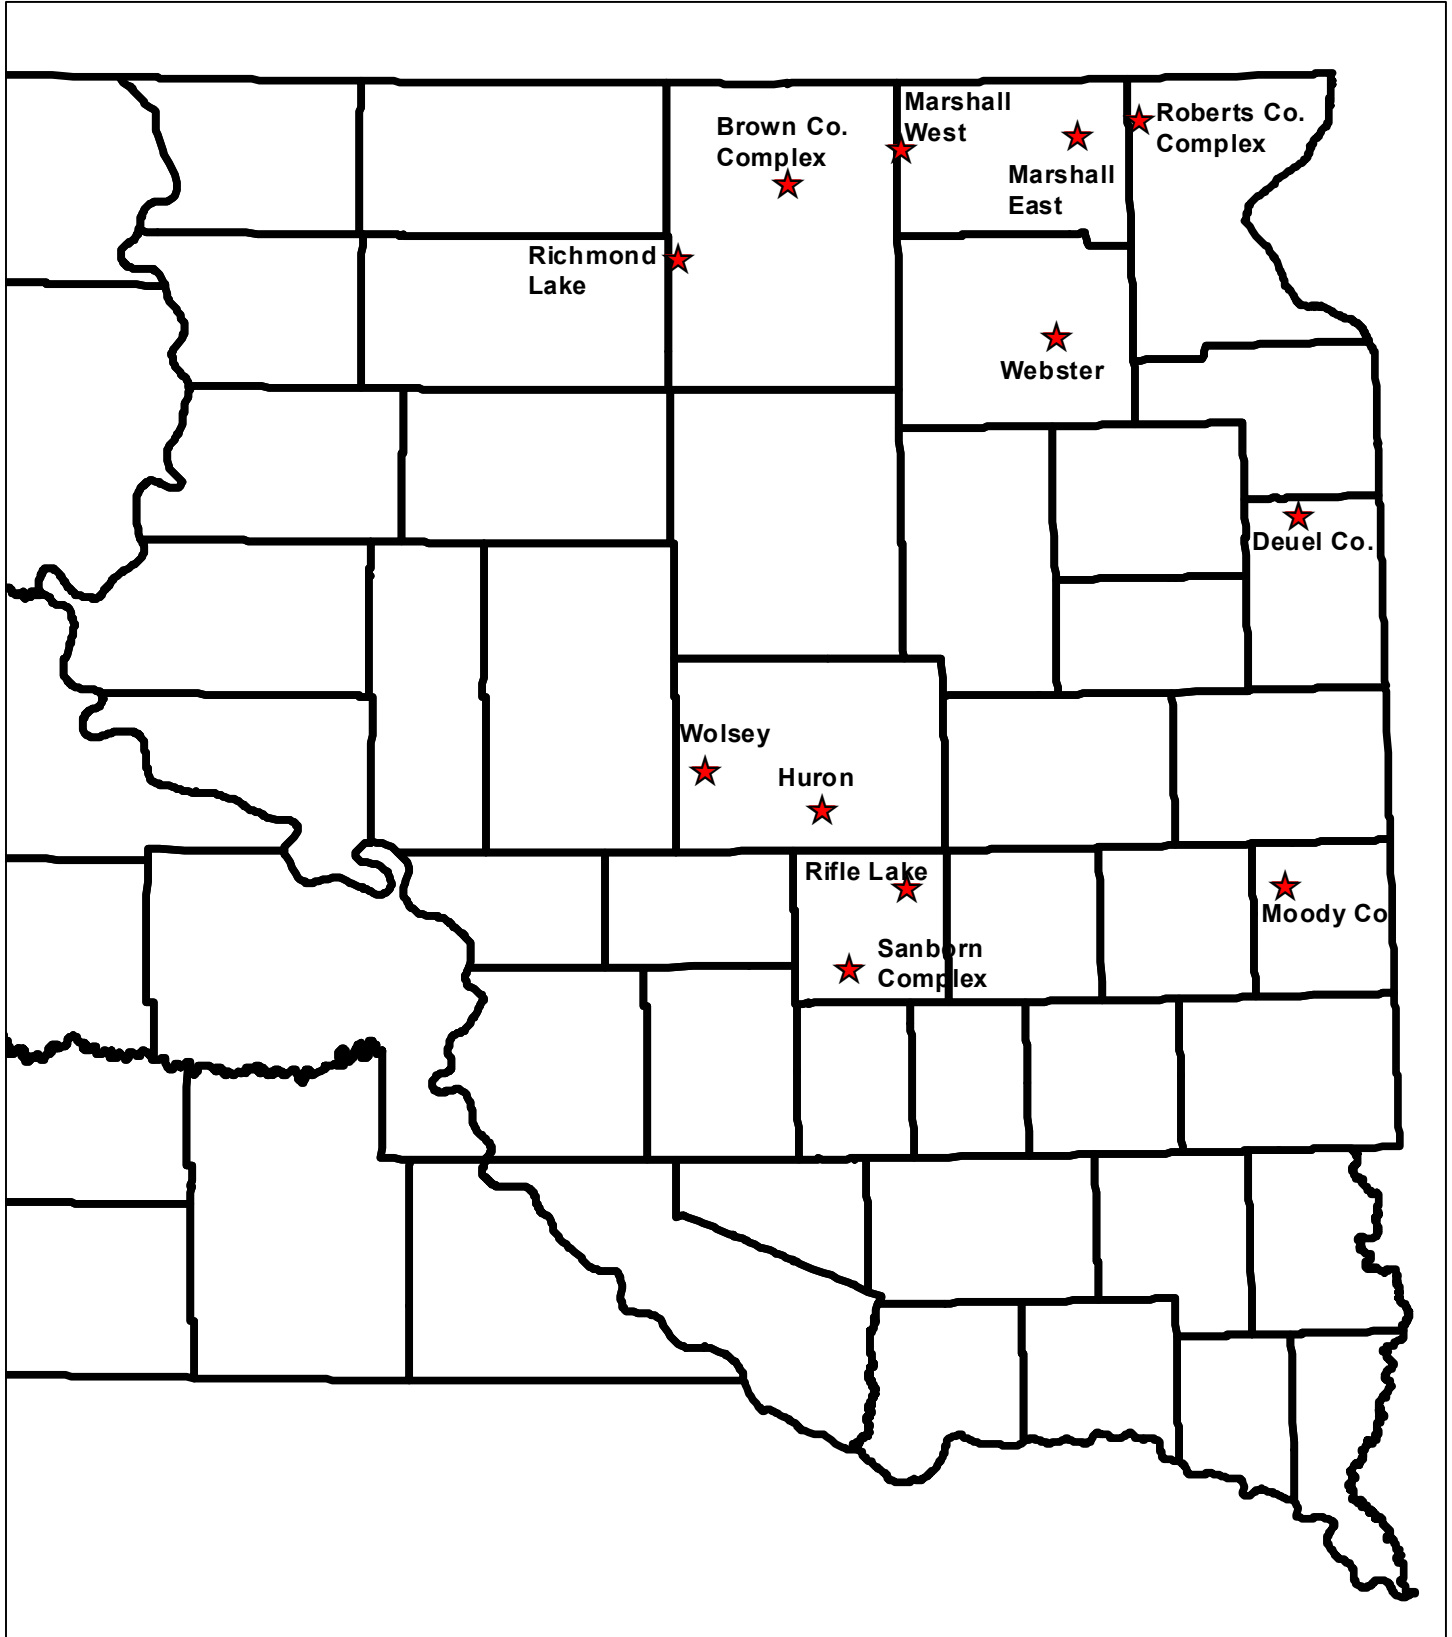 Marshall
West
Brown Co.
Complex
Roberts Co.
Complex
Marshall
East
Richmond
Lake
Webster
Deuel Co.
Wolsey
Huron
Rifle Lake
Moody Co
Sanborn
Complex